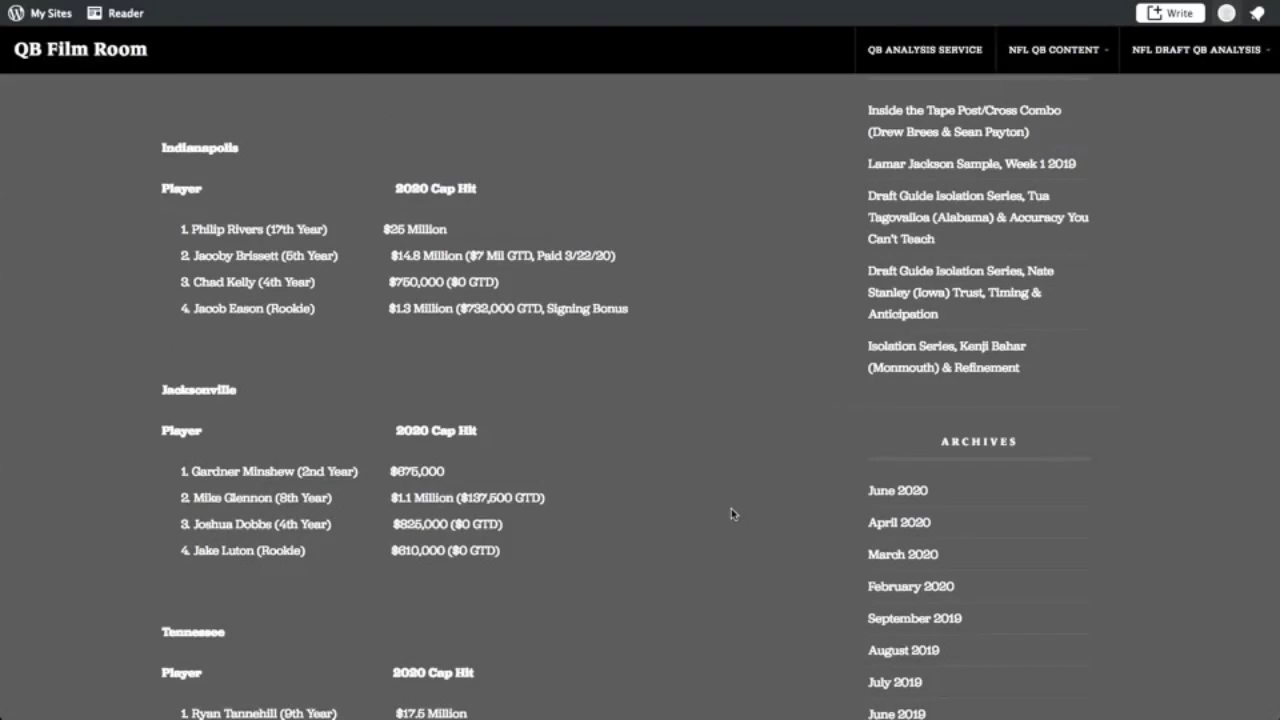 My Sites
Reader
Write
QB Film Room
QB ANALYSIS SERVICE
NFL QB CONTENT
NFL DRAFT QB ANALYSIS
Indianapolis
Player 2020 Cap Hit
1. Philip Rivers (17th Year) $25 Million
2. Jacoby Brissett (5th Year) $14.8 Million ($7 Mil GTD, Paid 3/22/20)
3. Chad Kelly (4th Year) $750,000 ($0 GTD)
4. Jacob Eason (Rookie) $1.3 Million ($732,000 GTD, Signing Bonus
Jacksonville
Player 2020 Cap Hit
1. Gardner Minshew (2nd Year) $675,000
2. Mike Glennon (8th Year) $1.1 Million ($137,500 GTD)
3. Joshua Dobbs (4th Year) $825,000 ($0 GTD)
4. Jake Luton (Rookie) $610,000 ($0 GTD)
Tennessee
Player 2020 Cap Hit
1. Ryan Tannehill (9th Year) $17.5 Million
Inside the Tape Post/Cross Combo
(Drew Brees & Sean Payton)
Lamar Jackson Sample, Week 1 2019
Draft Guide Isolation Series, Tua
Tagovailoa (Alabama) & Accuracy You
Can't Teach
Draft Guide Isolation Series, Nate
Stanley (Iowa) Trust, Timing &
Anticipation
Isolation Series, Kenji Bahar
(Monmouth) & Refinement
ARCHIVES
June 2020
April 2020
March 2020
February 2020
September 2019
August 2019
July 2019
June 2019